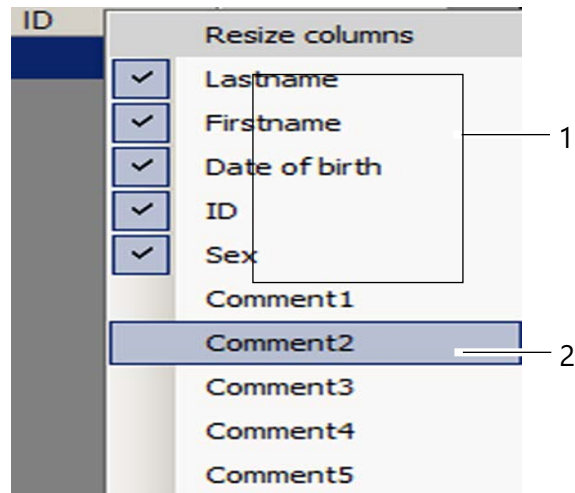 ID
Resize columns
Lastname
Firstname
1
Date of birth
ID
Sex
Comment1
Comment2
2
Comment3
Comment4
Comment5